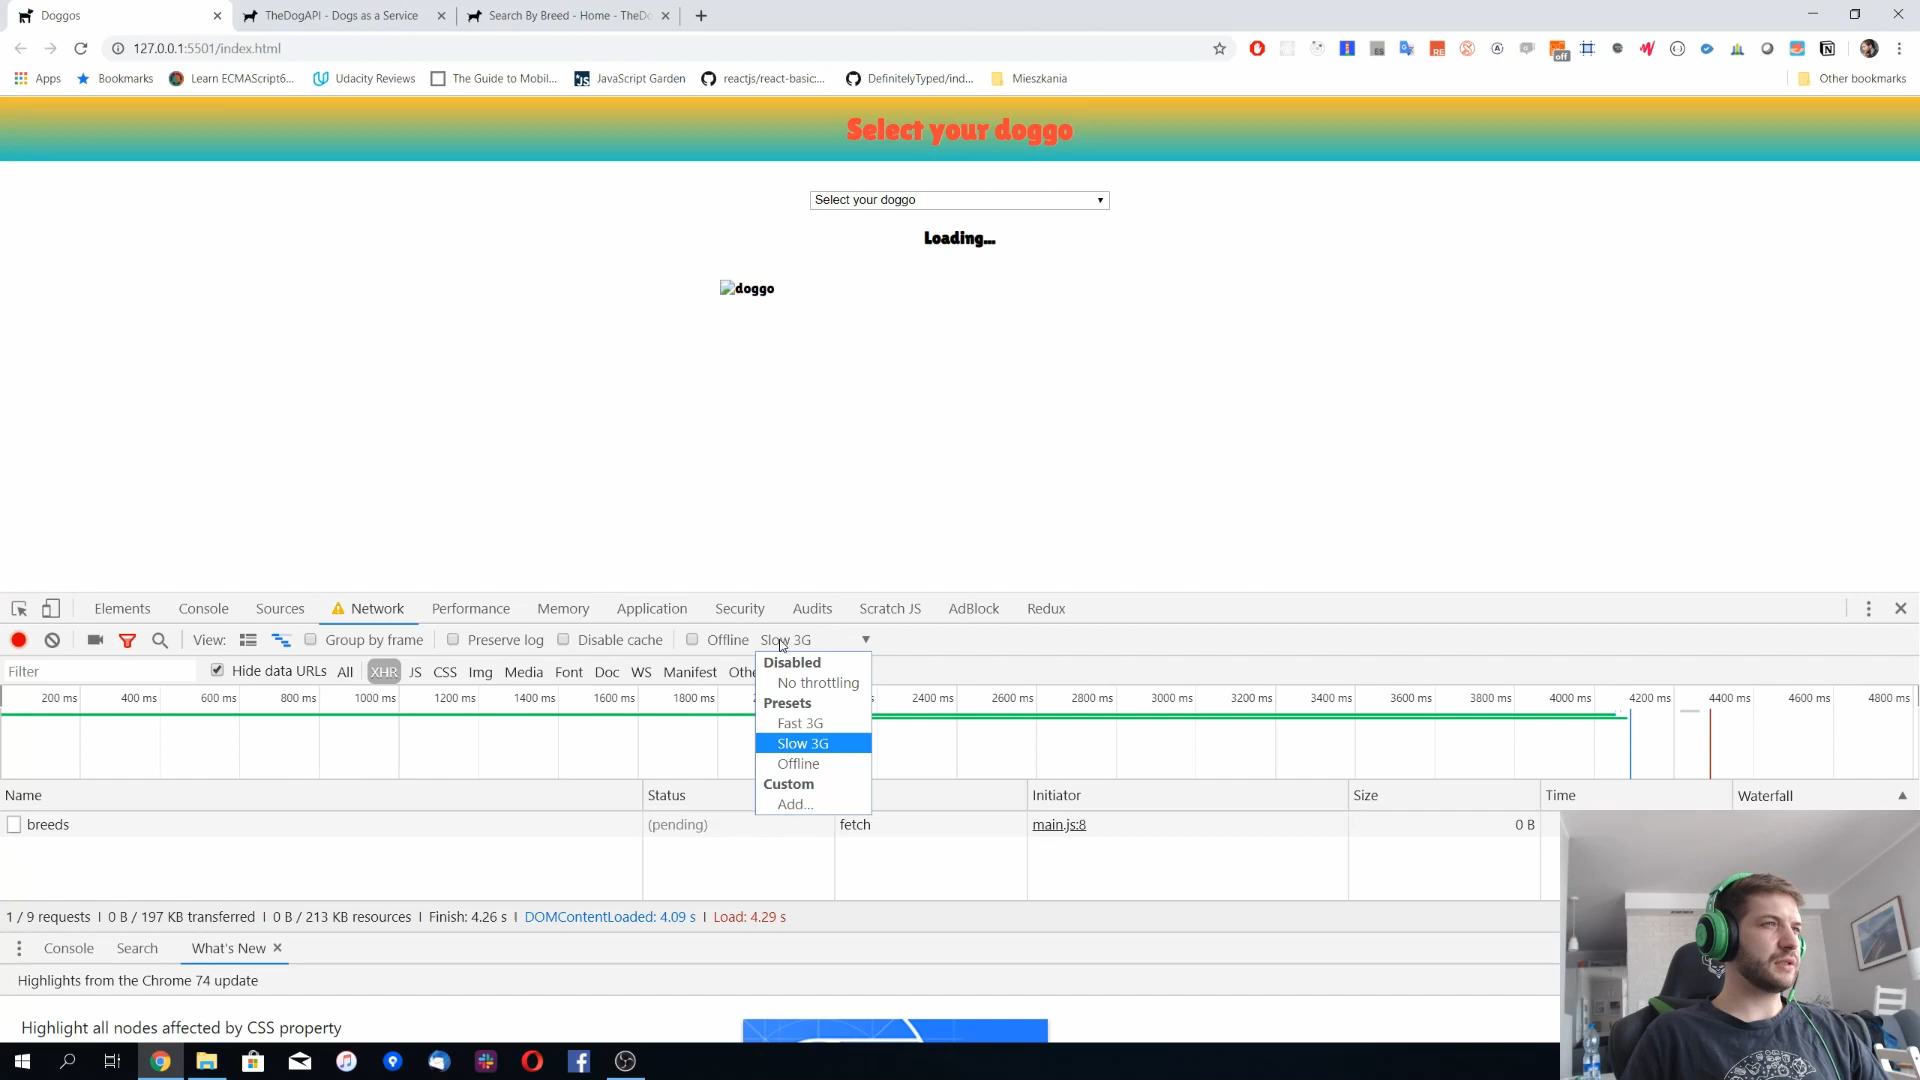 Doggos
TheDogAPI - Dogs as a Service
Search By Breed - Home - TheDo
127.0.0.1:5501/index.html
Apps
Bookmarks
Learn ECMAScript6...
Udacity Reviews
The Guide to Mobil...
JavaScript Garden
reactjs/react-basic:...
DefinitelyTyped/ind...
Mieszkania
Other bookmarks
Select your doggo
Select your doggo
Loading...
doggo
Elements
Console
Sources
Network
Performance
Memory
Application
Security
Audits
Scratch JS
AdBlock
Redux
View:
Group by frame
Preserve log
Disable cache
Offline
Slow 3G
Filter
Hide data URLs
All
XHR
JS
CSS
Img
Media
Font
Doc
WS
Manifest
Othe
Disabled
No throttling
Presets
Fast 3G
Slow 3G
Offline
Custom
Add...
200 ms
400 ms
600 ms
800 ms
1000 ms
1200 ms
1400 ms
1600 ms
1800 ms
2400 ms
2600 ms
2800 ms
3000 ms
3200 ms
3400 ms
3600 ms
3800 ms
4000 ms
4200 ms
4400 ms
4600 ms
4800 ms
Name
Status
Initiator
Size
Time
Waterfall
breeds
(pending)
fetch
main.js:8
0 B
1 / 9 requests | 0 B / 197 KB transferred | 0 B / 213 KB resources | Finish: 4.26 s | DOMContentLoaded: 4.09 s | Load: 4.29 s
Console
Search
What's New
Highlights from the Chrome 74 update
Highlight all nodes affected by CSS property